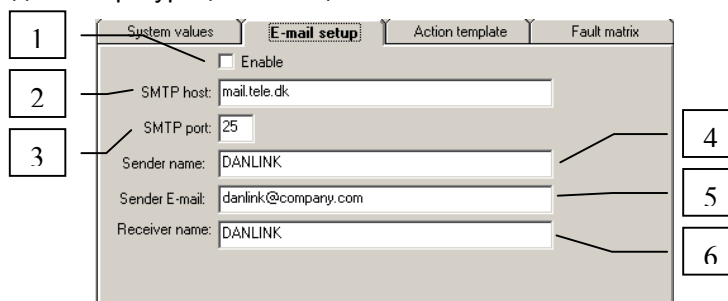 System values E-mail setup Action template Fault matrix
1
Enable
2
SMTP host: mail.tele.dk
SMTP port: 25
3
Sender name: DANLINK
4
Sender E-mail: danlink@company.com
5
Receiver name: DANLINK
6